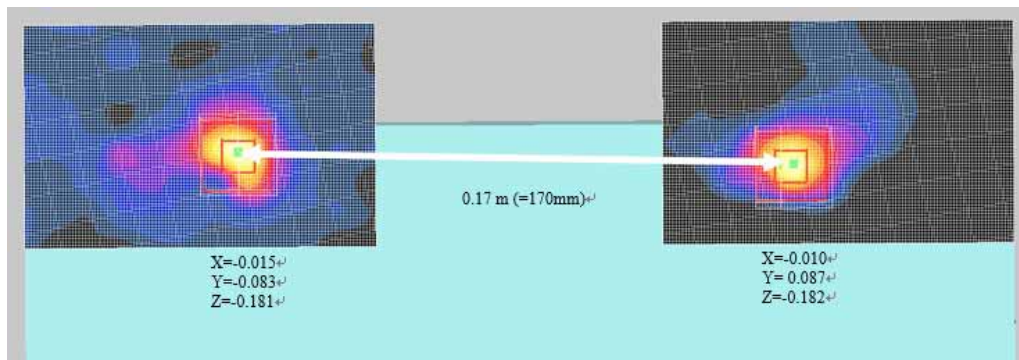 0.17 m (=170mm)↵
X=-0.015↵
Y=-0.083↵
Z=-0.181↵
X=-0.010↵
Y= 0.087↵
Z=-0.182↵